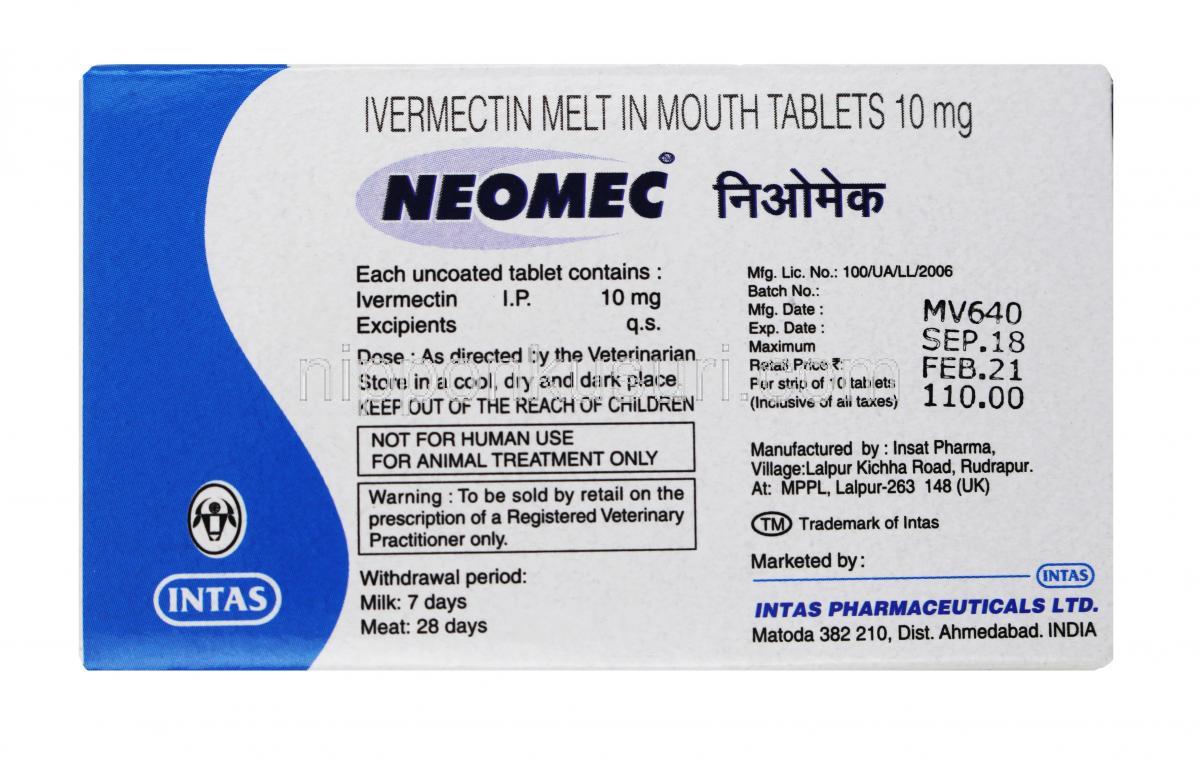 IVERMECTIN MELT IN MOUTH TABLETS 10 mg
NEOMEC® निओमेक
Each uncoated tablet contains :
Ivermectin I.P. 10 mg
Excipients q.s.
Dose : As directed by the Veterinarian
Store in a cool, dry and dark place.
KEEP OUT OF THE REACH OF CHILDREN
NOT FOR HUMAN USE
FOR ANIMAL TREATMENT ONLY
Warning : To be sold by retail on the
prescription of a Registered Veterinary
Practitioner only.
Withdrawal period:
Milk: 7 days
Meat: 28 days
Mfg. Lic. No.: 100/UA/LL/2006
Batch No.:
Mfg. Date :
Exp. Date :
Maximum
Retail Price ₹:
Per strip of 10 tablets
(Inclusive of all taxes)
MV640
SEP.18
FEB.21
110.00
Manufactured by : Insat Pharma,
Village:Lalpur Kichha Road, Rudrapur.
At: MPPL, Lalpur-263 148 (UK)
TM Trademark of Intas
Marketed by :
INTAS
INTAS PHARMACEUTICALS LTD.
Matoda 382 210, Dist. Ahmedabad. INDIA
INTAS
nipponkusuri.com